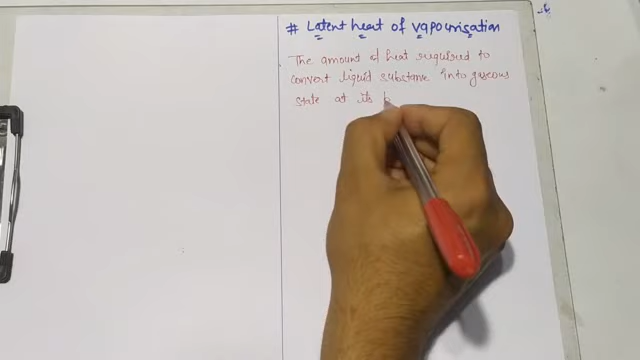 # Latent heat of vapourisation
The amount of heat required to
convert liquid substance into gaseous
state at its b